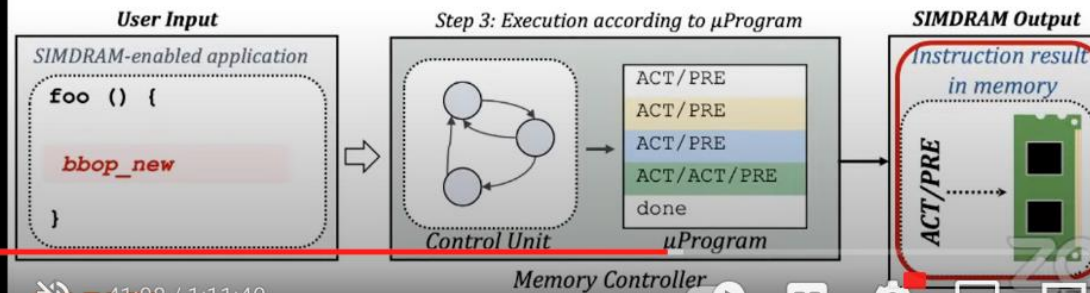 User Input
SIMDRAM-enabled application
foo () {
bbop_new
}
Step 3: Execution according to μProgram
Control Unit
ACT/PRE
ACT/PRE
ACT/PRE
ACT/ACT/PRE
done
μProgram
Memory Controller
SIMDRAM Output
Instruction result
in memory
ACT/PRE